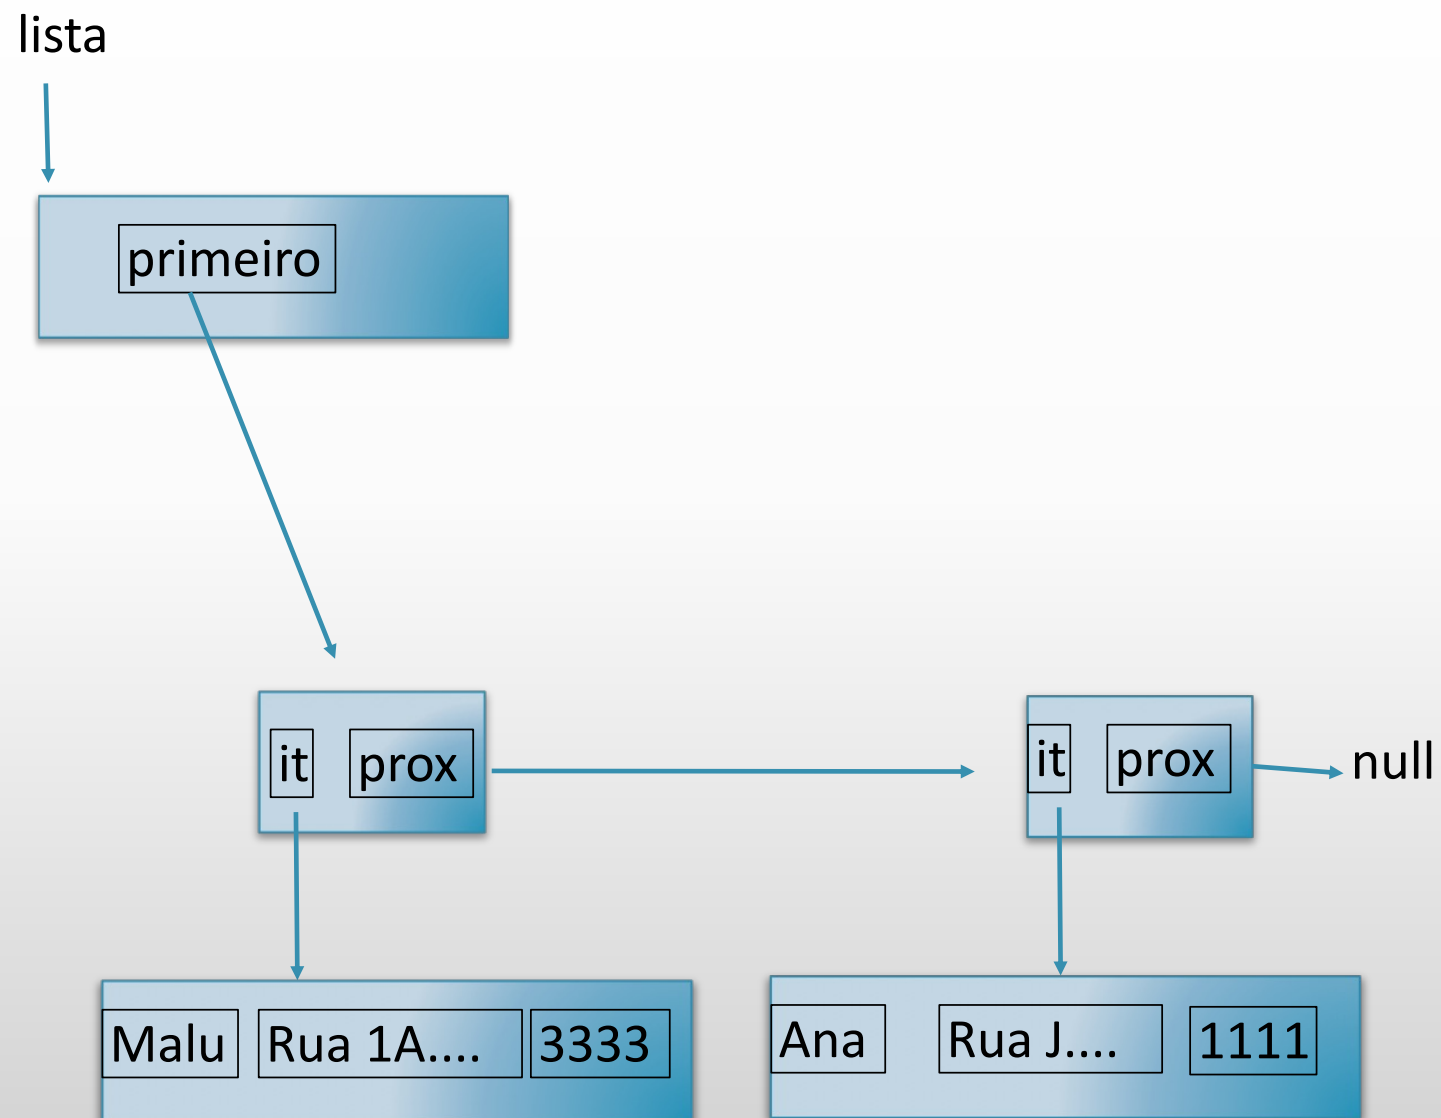 lista
primeiro
it prox it prox null
Malu Rua 1A.... 3333 Ana Rua J.... 1111